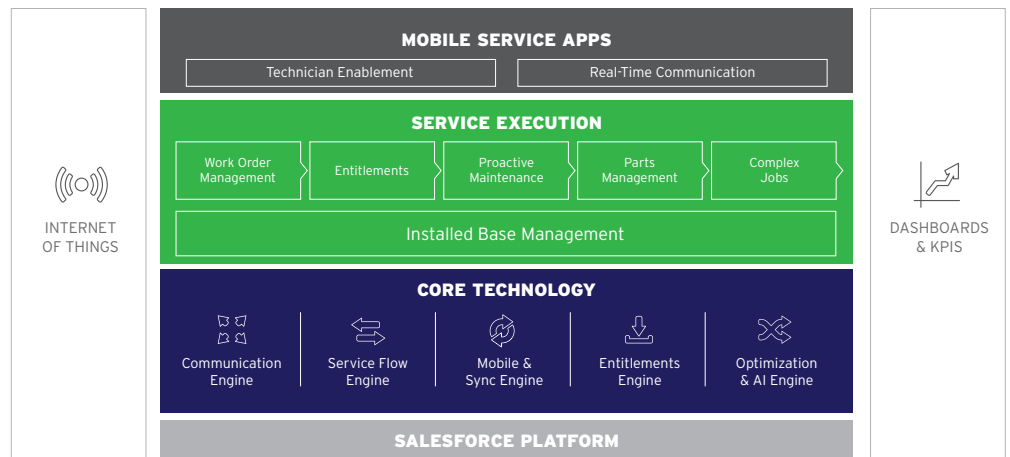 MOBILE SERVICE APPS
Technician Enablement
Real-Time Communication
SERVICE EXECUTION
Work Order
Management
Entitlements
Proactive
Maintenance
Parts
Management
Complex
Jobs
Installed Base Management
INTERNET
OF THINGS
DASHBOARDS
& KPIS
CORE TECHNOLOGY
Communication
Engine
Service Flow
Engine
Mobile &
Sync Engine
Entitlements
Engine
Optimization
& AI Engine
SALESFORCE PLATFORM